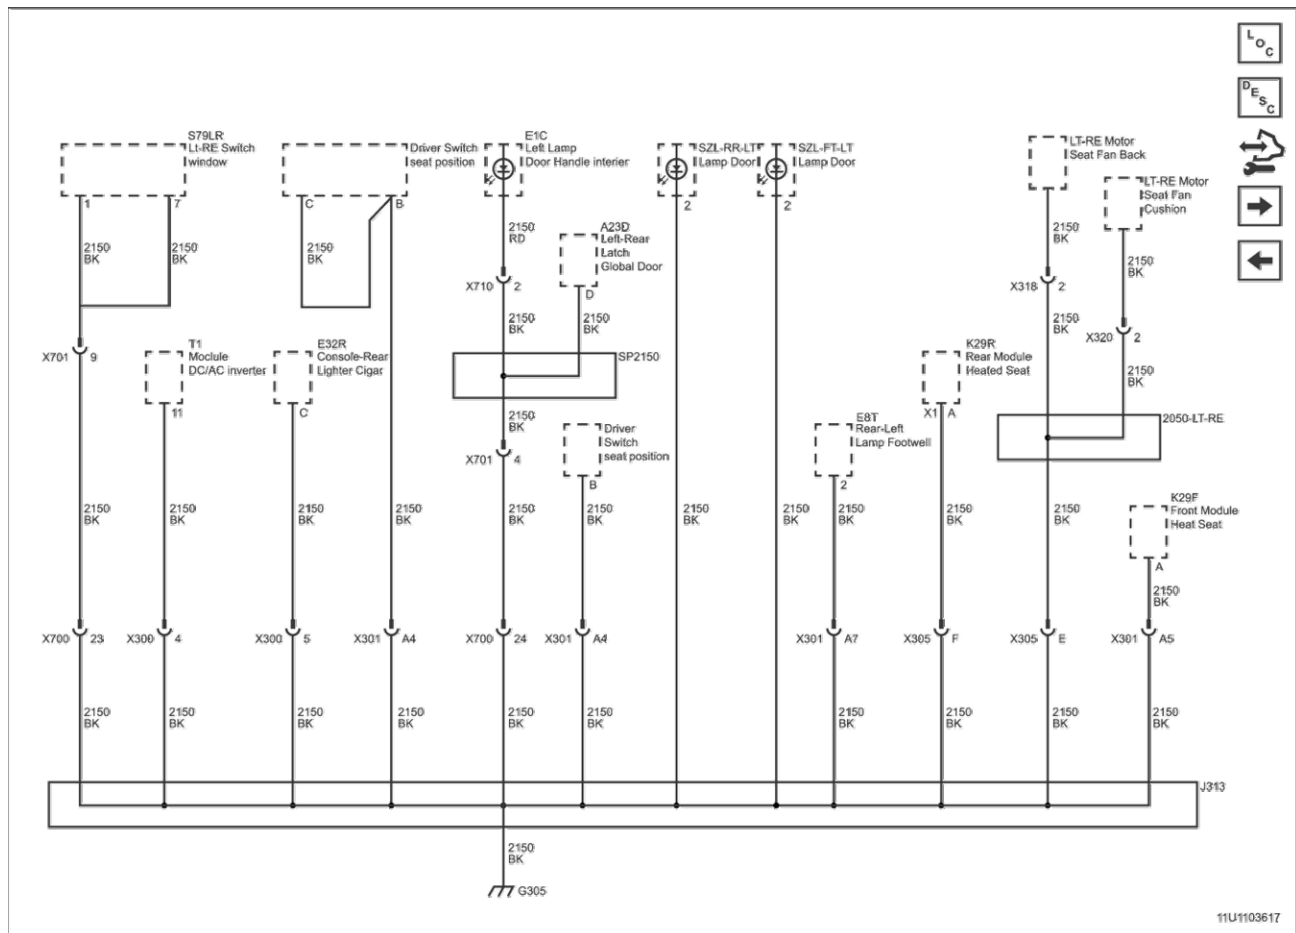 L
O
C
D
E
S
C
S79LR
Lt-RE Switch
window
1
7
2150
BK
2150
BK
X701
9
2150
BK
X700
23
2150
BK
T1
Moclule
DC/AC inverter
11
2150
BK
X300
4
2150
BK
Driver Switch
seat position
C
B
2150
BK
E32R
Console-Rear
Lighter Cigar
C
2150
BK
X300
5
2150
BK
2150
BK
X301
A4
2150
BK
E1C
Left Lamp
Door Handle interier
2150
RD
X710
2
2150
BK
A23D
Left-Rear
Latch
Global Door
D
2150
BK
SP2150
2150
BK
X701
4
2150
BK
X700
24
2150
BK
Driver
Switch
seat position
B
2150
BK
X301
A4
2150
BK
SZL-RR-LT
Lamp Door
2
2150
BK
SZL-FT-LT
Lamp Door
2
2150
BK
E8T
Rear-Left
Lamp Footwell
2
2150
BK
X301
A7
2150
BK
K29R
Rear Module
Heated Seat
X1
A
2150
BK
X305
F
2150
BK
LT-RE Motor
Seat Fan Back
2150
BK
X318
2
2150
BK
LT-RE Motor
Seat Fan
Cushion
2150
BK
X320
2
2150
BK
2050-LT-RE
2150
BK
X305
E
2150
BK
K29F
Front Module
Heat Seat
A
2150
BK
X301
A5
2150
BK
J313
2150
BK
G305
11U1103617